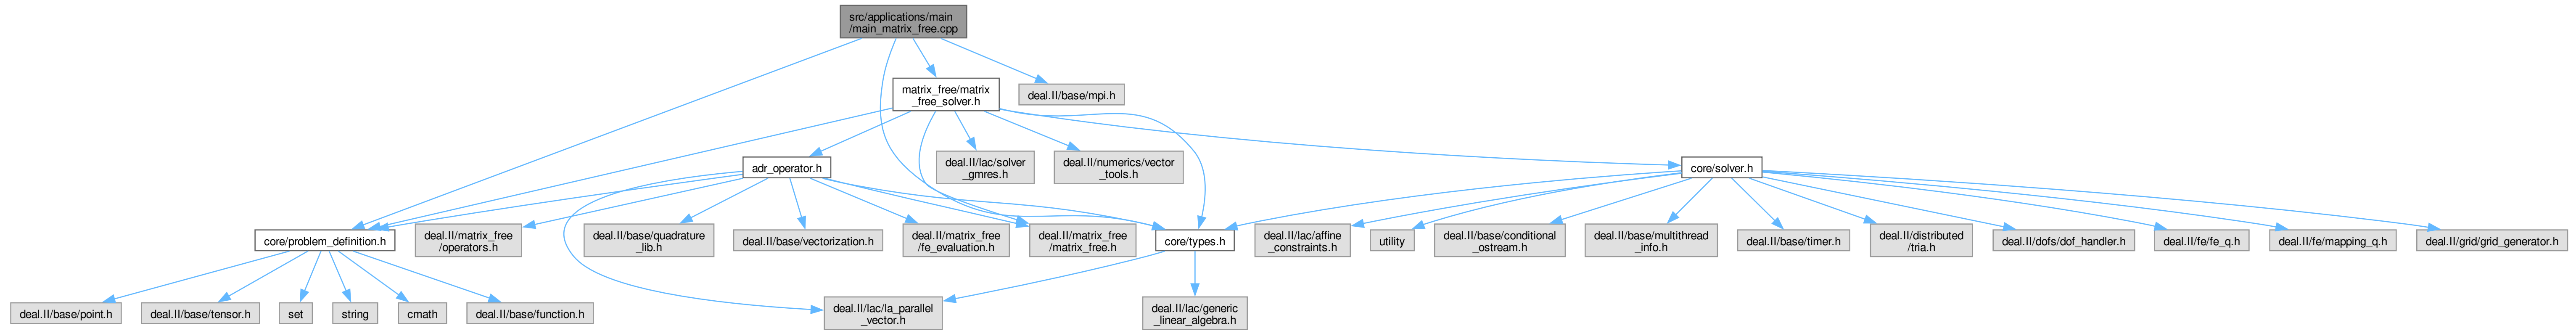 src/applications/main
/main_matrix_free.cpp
matrix_free/matrix
_free_solver.h
deal.II/base/mpi.h
adr_operator.h
deal.II/lac/solver
_gmres.h
deal.II/numerics/vector
_tools.h
core/solver.h
core/problem_definition.h
deal.II/matrix_free
/operators.h
deal.II/base/quadrature
_lib.h
deal.II/base/vectorization.h
deal.II/matrix_free
/fe_evaluation.h
deal.II/matrix_free
/matrix_free.h
core/types.h
deal.II/lac/affine
_constraints.h
utility
deal.II/base/conditional
_ostream.h
deal.II/base/multithread
_info.h
deal.II/base/timer.h
deal.II/distributed
/tria.h
deal.II/dofs/dof_handler.h
deal.II/fe/fe_q.h
deal.II/fe/mapping_q.h
deal.II/grid/grid_generator.h
deal.II/base/point.h
deal.II/base/tensor.h
set
string
cmath
deal.II/base/function.h
deal.II/lac/la_parallel
_vector.h
deal.II/lac/generic
_linear_algebra.h